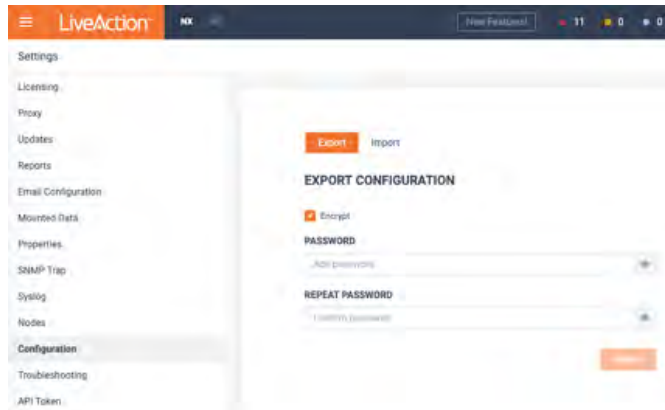 LiveAction
NX
New Features!
11
0
0
Settings
Licensing
Proxy
Updates
Reports
Email Configuration
Mounted Data
Properties
SNMP Trap
Syslog
Nodes
Configuration
Troubleshooting
API Token
Export Import
EXPORT CONFIGURATION
Encrypt
PASSWORD
Add password
REPEAT PASSWORD
Confirm password